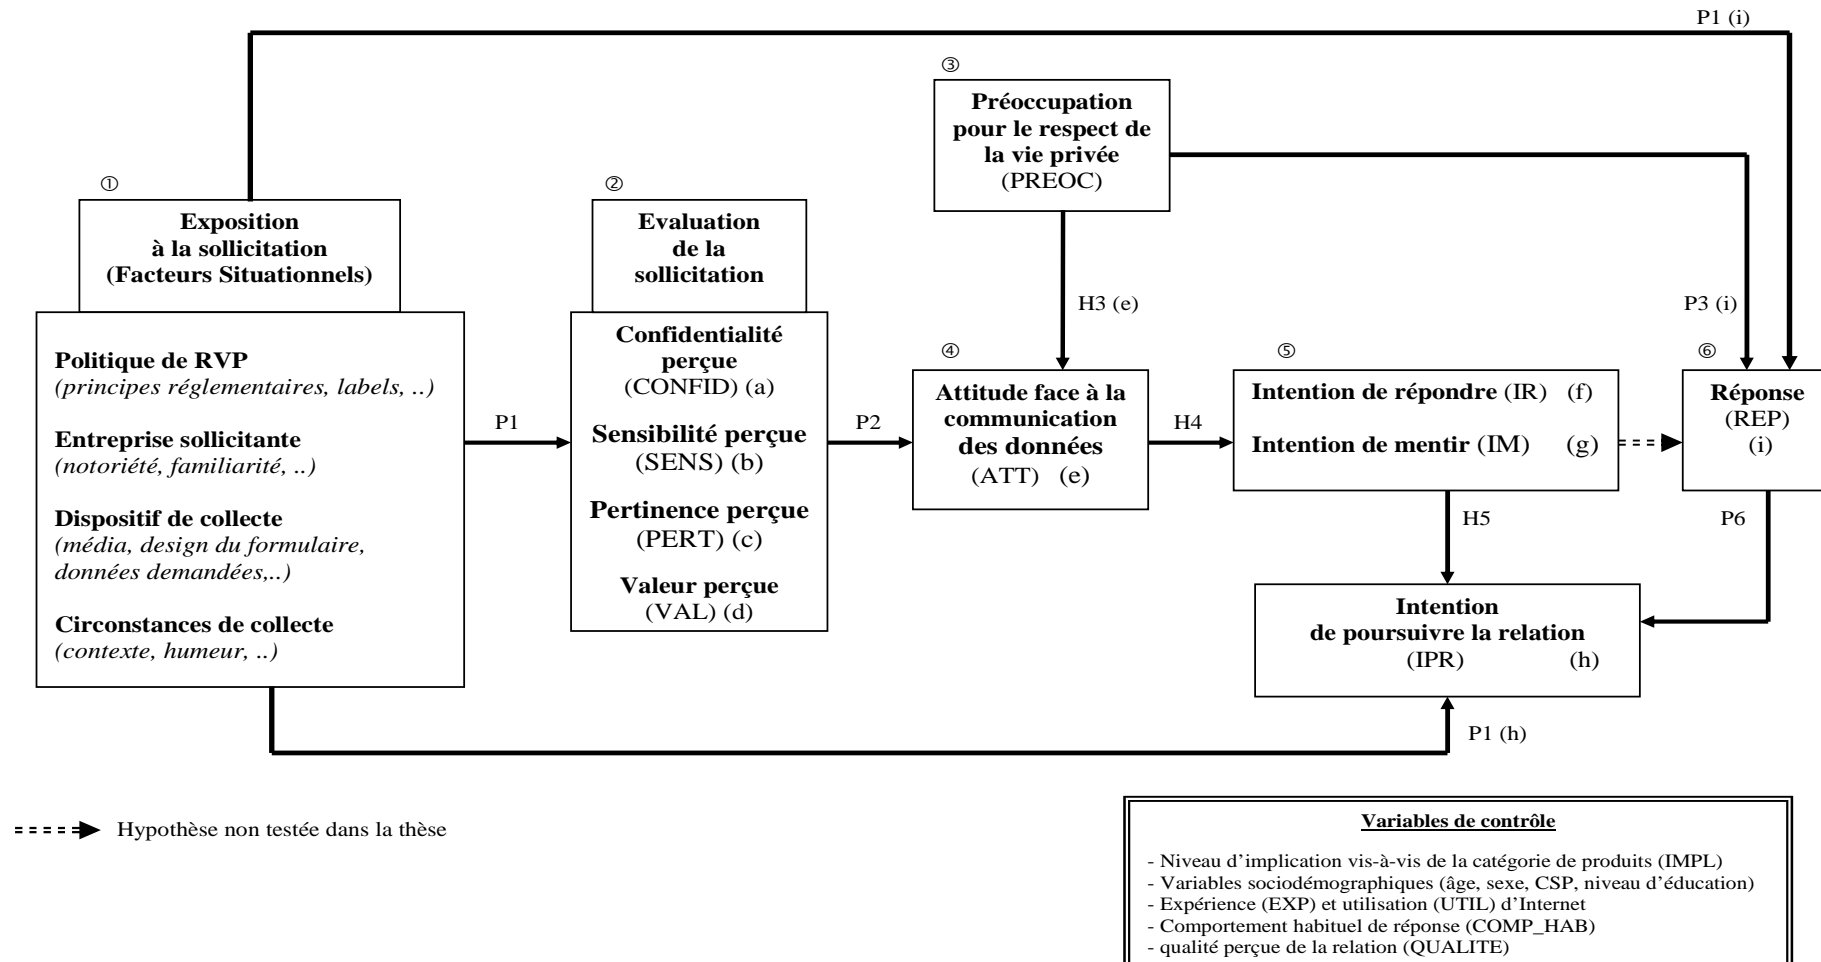 P1 (i)
③
Préoccupation
pour le respect de
la vie privée
(PREOC)
①
Exposition
à la sollicitation
(Facteurs Situationnels)
②
Evaluation
de la
sollicitation
H3 (e)
P3 (i)
Politique de RVP
(principes réglementaires, labels, ..)
Entreprise sollicitante
(notoriété, familiarité, ..)
Dispositif de collecte
(média, design du formulaire,
données demandées,..)
Circonstances de collecte
(contexte, humeur, ..)
P1
Confidentialité
perçue
(CONFID) (a)
Sensibilité perçue
(SENS) (b)
Pertinence perçue
(PERT) (c)
Valeur perçue
(VAL) (d)
P2
④
Attitude face à la
communication
des données
(ATT) (e)
H4
⑤
Intention de répondre (IR) (f)
Intention de mentir (IM) (g)
⑥
Réponse
(REP)
(i)
H5
P6
Intention
de poursuivre la relation
(IPR) (h)
P1 (h)
Hypothèse non testée dans la thèse
Variables de contrôle
- Niveau d’implication vis-à-vis de la catégorie de produits (IMPL)
- Variables sociodémographiques (âge, sexe, CSP, niveau d’éducation)
- Expérience (EXP) et utilisation (UTIL) d’Internet
- Comportement habituel de réponse (COMP_HAB)
- qualité perçue de la relation (QUALITE)